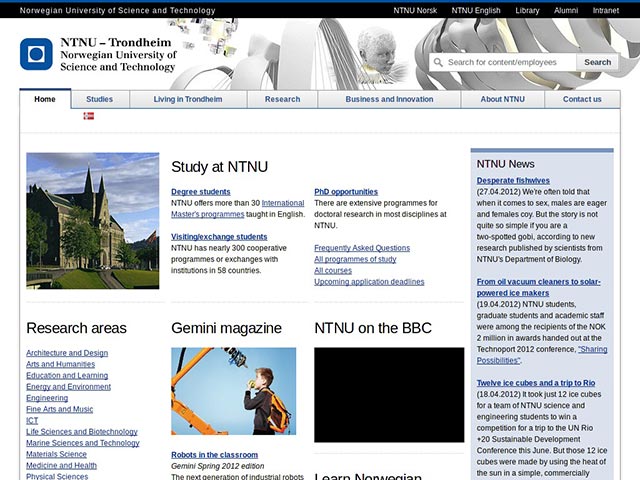 Norwegian University of Science and Technology
NTNU Norsk NTNU English Library Alumni Intranet
NTNU – Trondheim
Norwegian University of
Science and Technology
Search for content/employees Search
Home Studies Living in Trondheim Research Business and Innovation About NTNU Contact us
Study at NTNU
Degree students
NTNU offers more than 30 International
Master's programmes taught in English.
Visiting/exchange students
NTNU has nearly 300 cooperative
programmes or exchanges with
institutions in 58 countries.
PhD opportunities
There are extensive programmes for
doctoral research in most disciplines at
NTNU.
Frequently Asked Questions
All programmes of study
All courses
Upcoming application deadlines
Research areas
Architecture and Design
Arts and Humanities
Education and Learning
Energy and Environment
Engineering
Fine Arts and Music
ICT
Life Sciences and Biotechnology
Marine Sciences and Technology
Materials Science
Medicine and Health
Physical Sciences
Gemini magazine
Robots in the classroom
Gemini Spring 2012 edition
The next generation of industrial robots
NTNU on the BBC
Learn Norwegian
NTNU News
Desperate fishwives
(27.04.2012) We're often told that
when it comes to sex, males are eager
and females coy. But the story is not
quite so simple if you are a
two-spotted gobi, according to new
research published by scientists from
NTNU's Department of Biology.
From oil vacuum cleaners to solar-
powered ice makers
(19.04.2012) NTNU students,
graduate students and academic staff
were among the recipients of the NOK
2 million in awards handed out at the
Technoport 2012 conference, "Sharing
Possibilities".
Twelve ice cubes and a trip to Rio
(18.04.2012) It took just 12 ice cubes
for a team of NTNU science and
engineering students to win a
competition for a trip to the UN Rio
+20 Sustainable Development
Conference this June. But those 12 ice
cubes were made by using the heat of
the sun in a simple, commercially